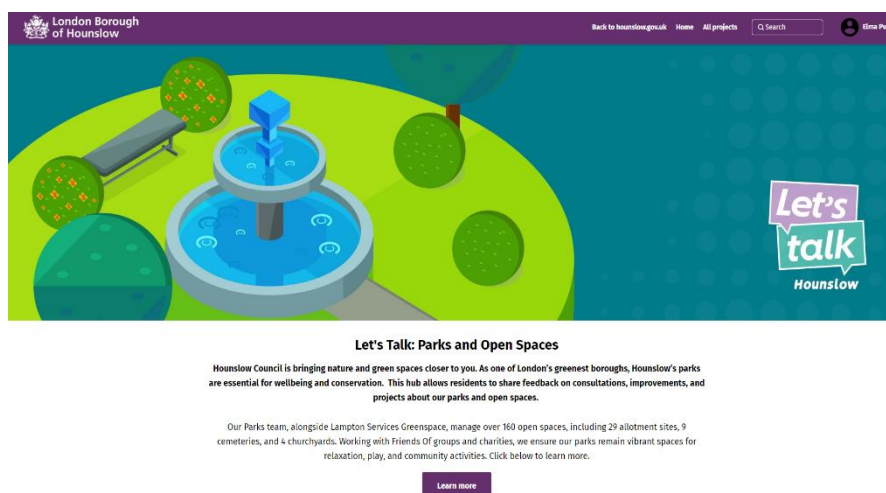 London Borough
of Hounslow
Back to hounslow.gov.uk Home All projects Search Elma Pu
Let's
talk
Hounslow
Let's Talk: Parks and Open Spaces
Hounslow Council is bringing nature and green spaces closer to you. As one of London's greenest boroughs, Hounslow's parks
are essential for wellbeing and conservation. This hub allows residents to share feedback on consultations, improvements, and
projects about our parks and open spaces.
Our Parks team, alongside Lampton Services Greenspace, manage over 160 open spaces, including 29 allotment sites, 9
cemeteries, and 4 churchyards. Working with Friends Of groups and charities, we ensure our parks remain vibrant spaces for
relaxation, play, and community activities. Click below to learn more.
Learn more